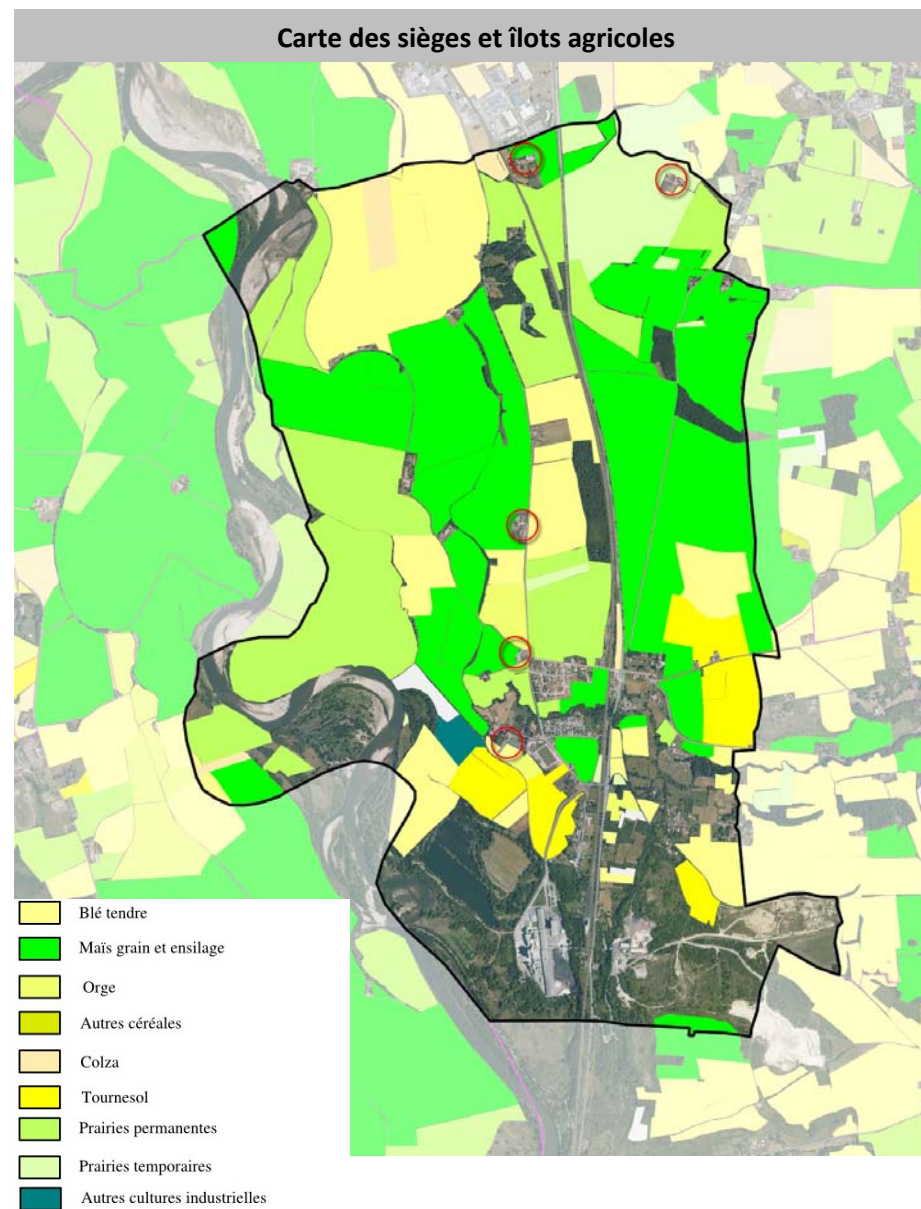 Carte des sièges et îlots agricoles
Blé tendre
Maïs grain et ensilage
Orge
Autres céréales
Colza
Tournesol
Prairies permanentes
Prairies temporaires
Autres cultures industrielles